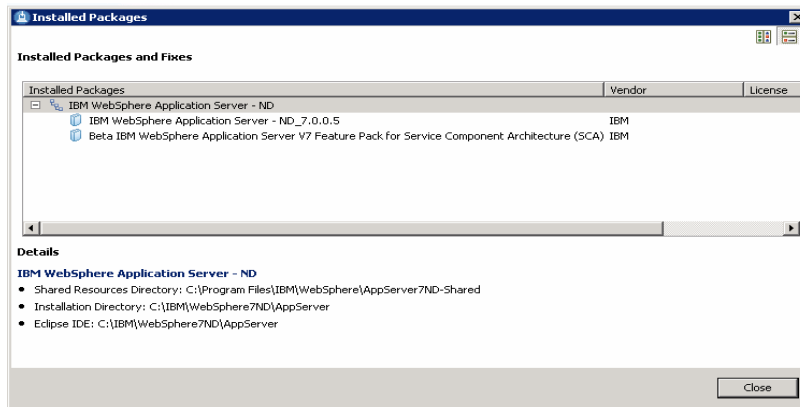 Installed Packages
Installed Packages and Fixes
Installed Packages Vendor License
IBM WebSphere Application Server - ND
IBM WebSphere Application Server - ND_7.0.0.5 IBM
Beta IBM WebSphere Application Server V7 Feature Pack for Service Component Architecture (SCA) IBM
Details
IBM WebSphere Application Server - ND
• Shared Resources Directory: C:\Program Files\IBM\WebSphere\AppServer7ND-Shared
• Installation Directory: C:\IBM\WebSphere7ND\AppServer
• Eclipse IDE: C:\IBM\WebSphere7ND\AppServer
Close